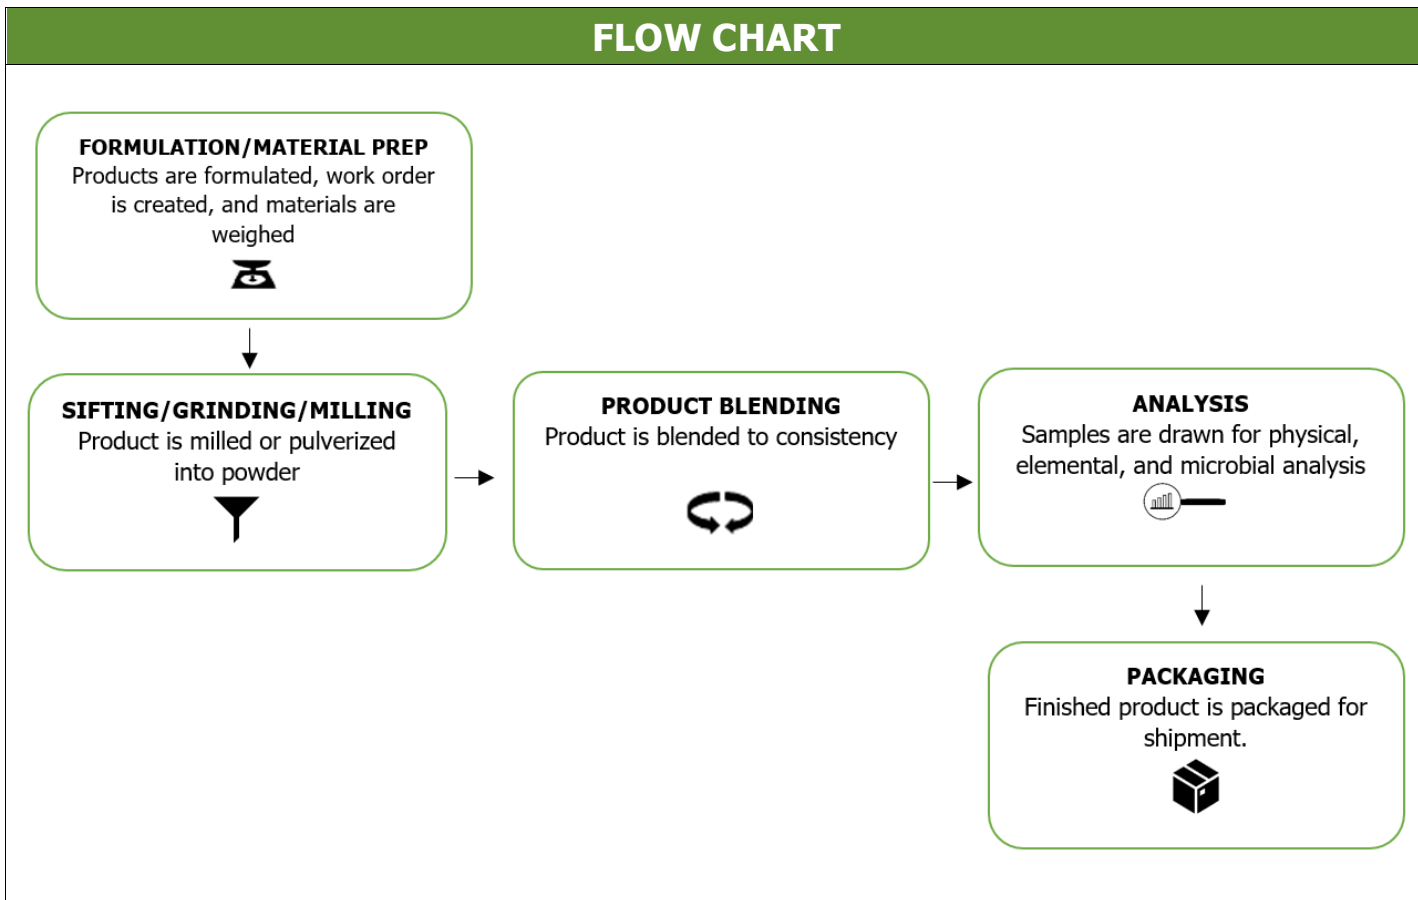 FLOW CHART
FORMULATION/MATERIAL PREP
Products are formulated, work order
is created, and materials are
weighed
SIFTING/GRINDING/MILLING
Product is milled or pulverized
into powder
PRODUCT BLENDING
Product is blended to consistency
ANALYSIS
Samples are drawn for physical,
elemental, and microbial analysis
PACKAGING
Finished product is packaged for
shipment.